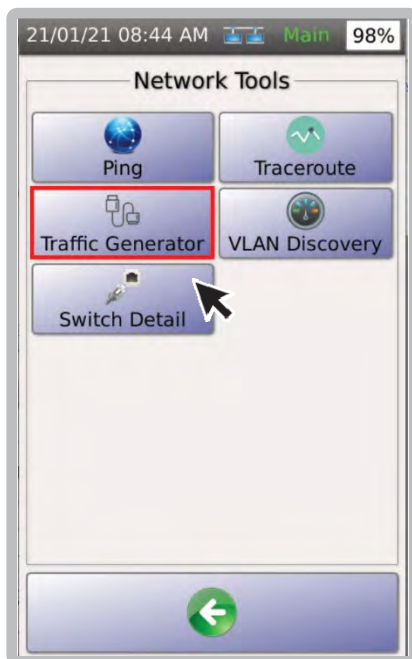 21/01/21 08:44 AM Main 98%
Network Tools
Ping Traceroute
Traffic Generator VLAN Discovery
Switch Detail